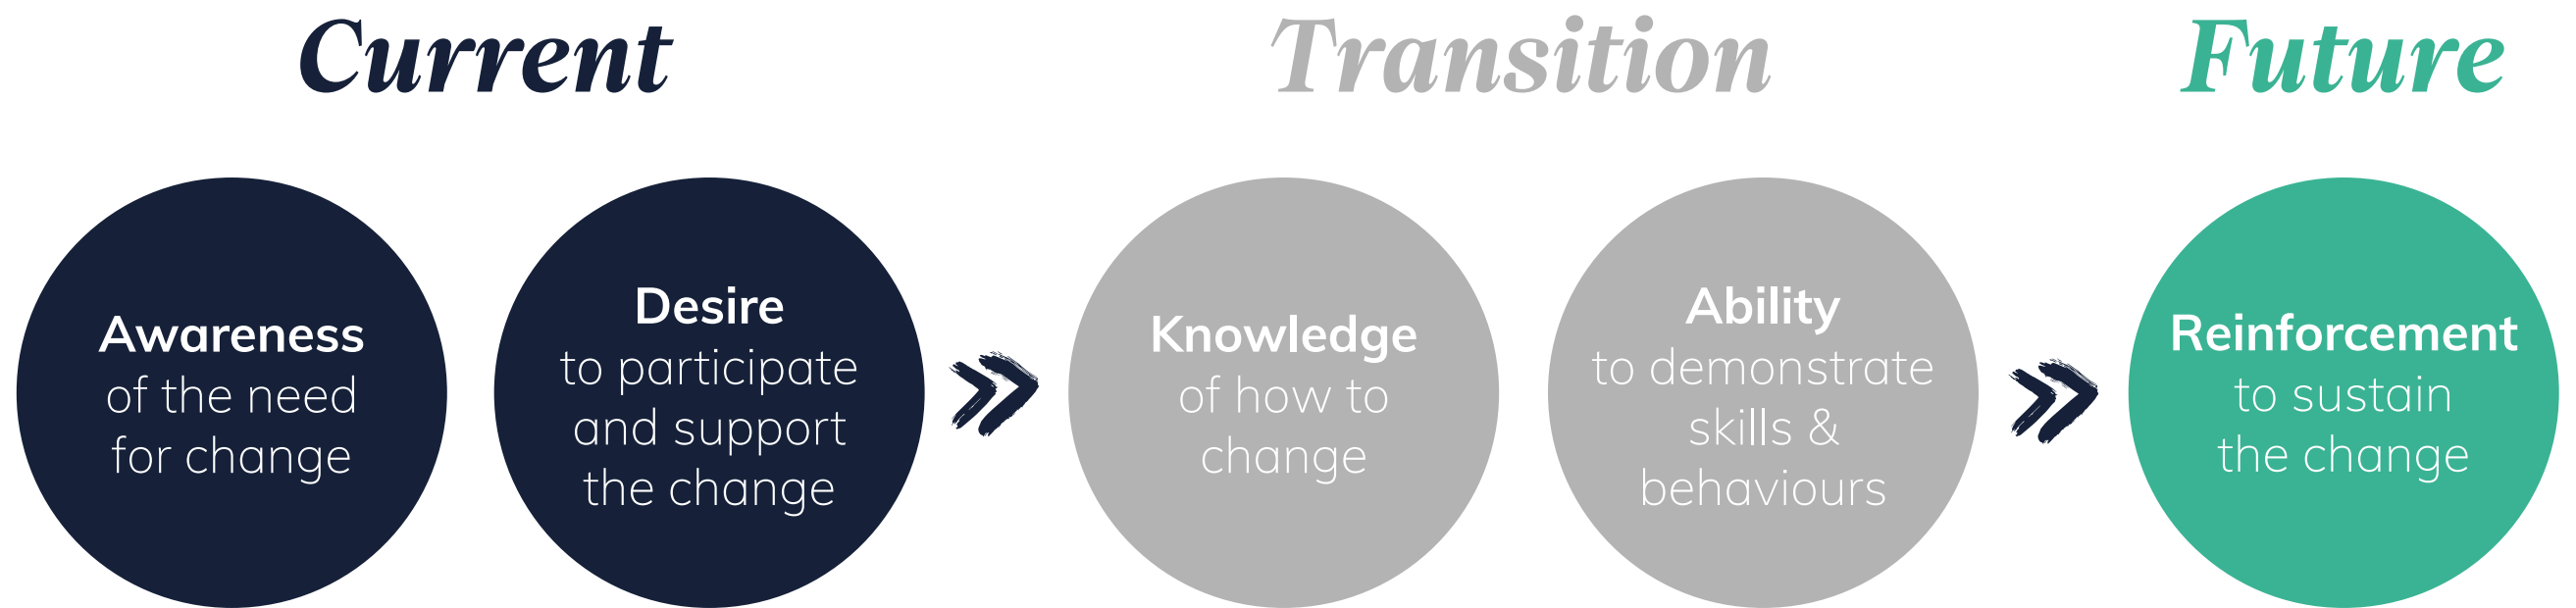 Current
Transition
Future
Awareness
of the need
for change
Desire
to participate
and support
the change
Knowledge
of how to
change
Ability
to demonstrate
skills &
behaviours
Reinforcement
to sustain
the change